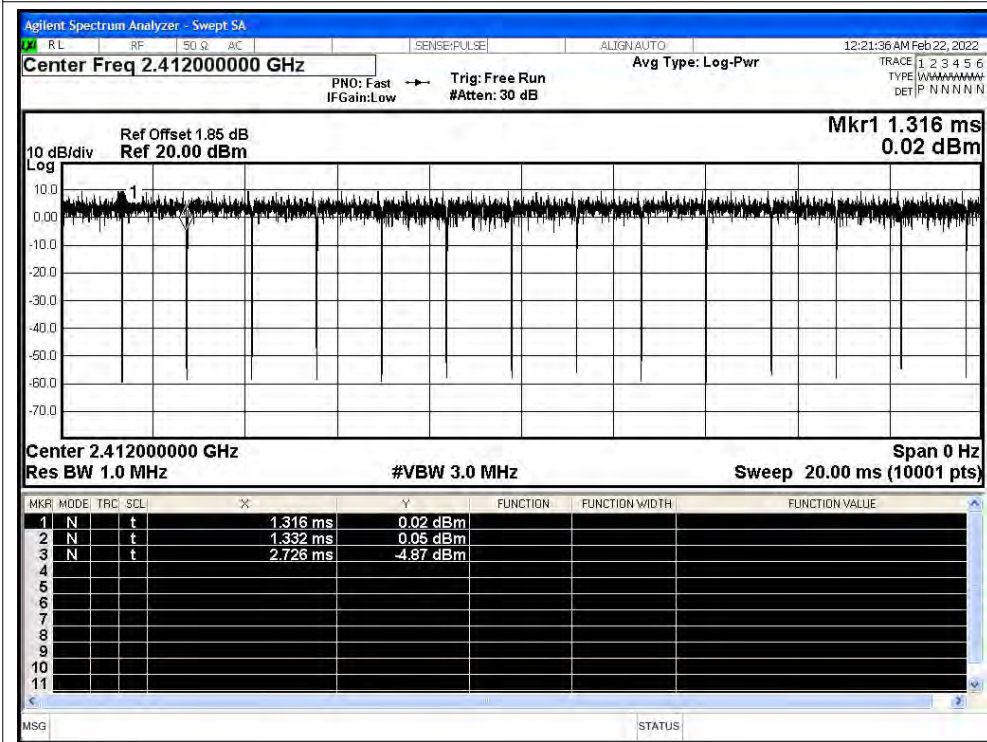 Agilent Spectrum Analyzer - Swept SA
LXI RL RF 50 Ω AC SENSE:PULSE ALIGN AUTO 12:21:36 AM Feb 22, 2022
Center Freq 2.412000000 GHz
PNO: Fast
IFGain:Low
Trig: Free Run
#Atten: 30 dB
Avg Type: Log-Pwr
TRACE 1 2 3 4 5 6
TYPE
DET P N N N N N
Mkr1 1.316 ms
0.02 dBm
Ref Offset 1.85 dB
10 dB/div Ref 20.00 dBm
Log
10.0
0.00
-10.0
-20.0
-30.0
-40.0
-50.0
-60.0
-70.0
1
Center 2.412000000 GHz Span 0 Hz
Res BW 1.0 MHz #VBW 3.0 MHz Sweep 20.00 ms (10001 pts)
MKR MODE TRC SCL X Y FUNCTION FUNCTION WIDTH FUNCTION VALUE
1 N t 1.316 ms 0.02 dBm
2 N t 1.332 ms 0.05 dBm
3 N t 2.726 ms -4.87 dBm
4
5
6
7
8
9
10
11
MSG STATUS